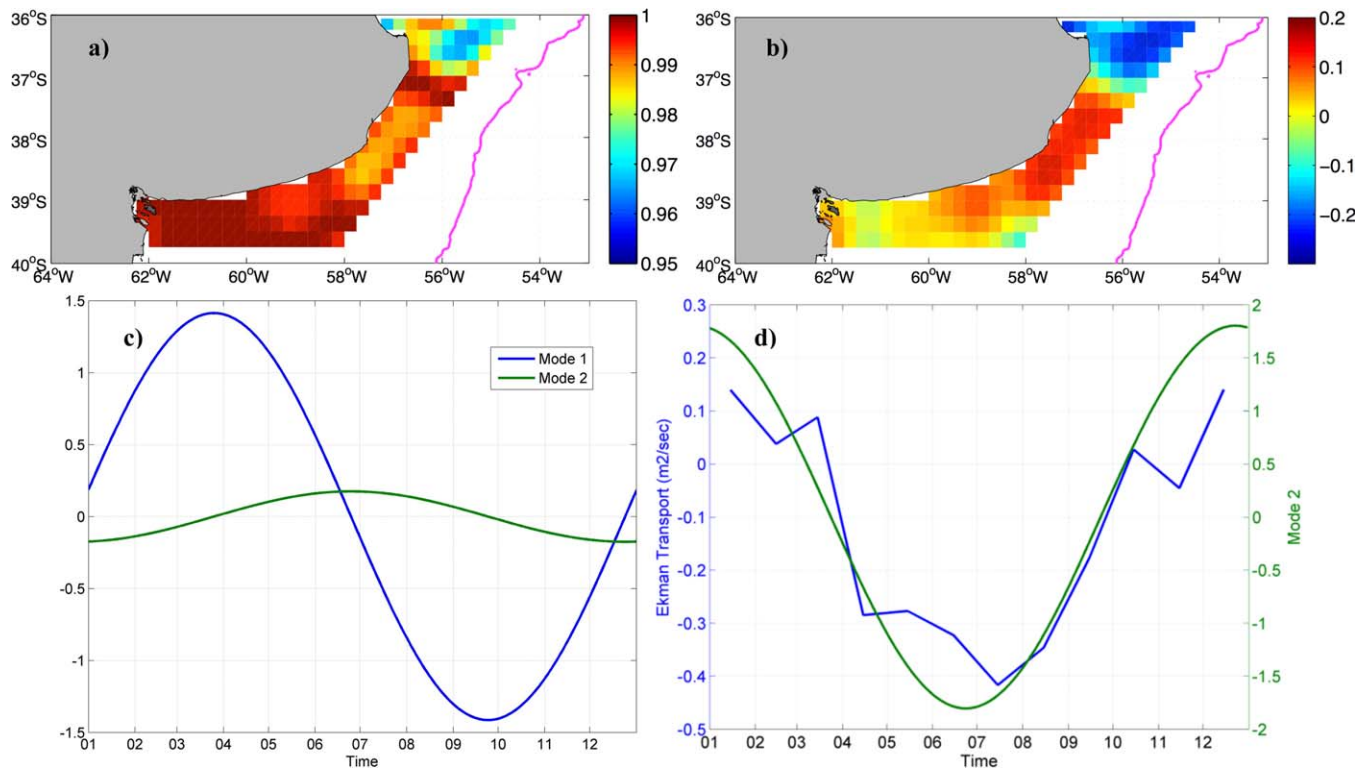 a)
36°S
37°S
38°S
39°S
40°S
64°W
62°W
60°W
58°W
56°W
54°W
1
0.99
0.98
0.97
0.96
0.95
b)
36°S
37°S
38°S
39°S
40°S
64°W
62°W
60°W
58°W
56°W
54°W
0.2
0.1
0
−0.1
−0.2
c)
1.5
1
0.5
0
-0.5
-1
-1.5
01 02 03 04 05 06 07 08 09 10 11 12
Time
Mode 1
Mode 2
d)
Ekman Transport (m2/sec)
0.3
0.2
0.1
0
-0.1
-0.2
-0.3
-0.4
-0.5
01 02 03 04 05 06 07 08 09 10 11 12
Time
2
1.5
1
0.5
0
-0.5
-1
-1.5
-2
Mode 2